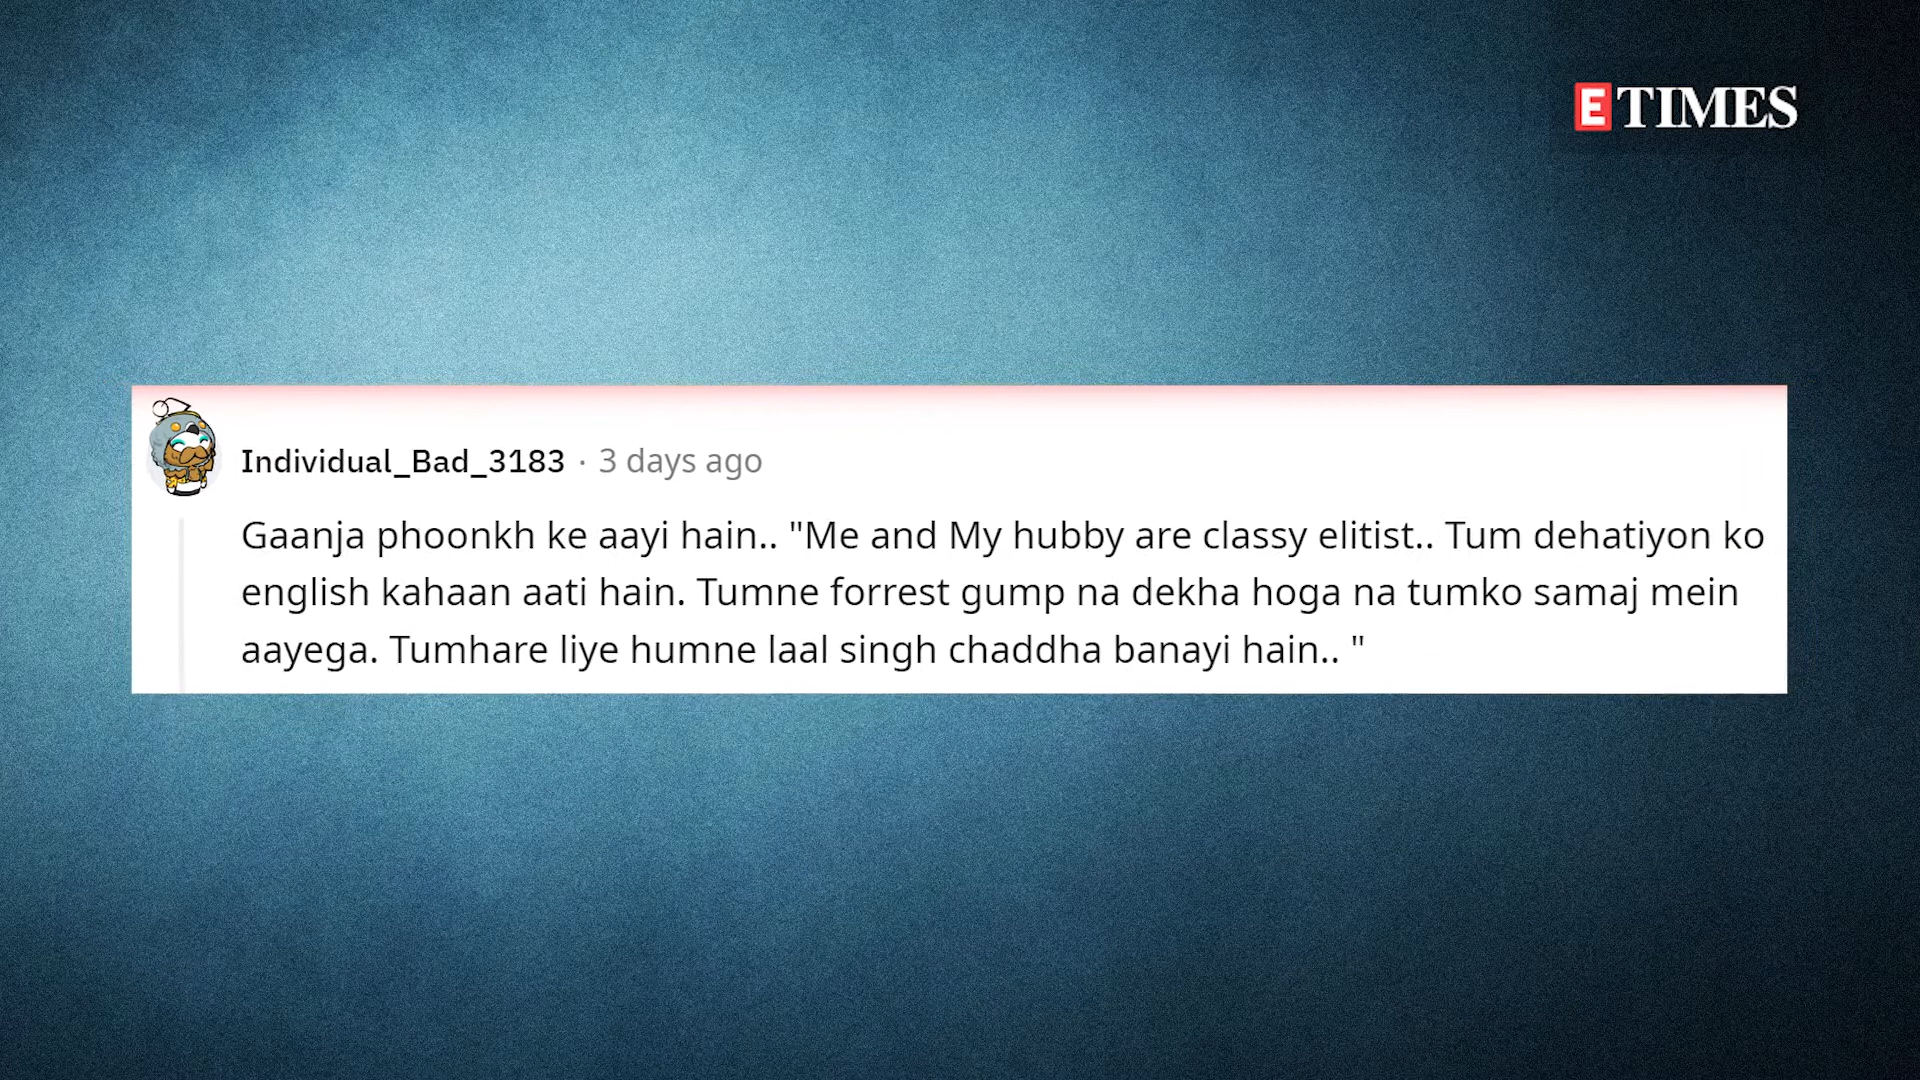 E TIMES
Individual_Bad_3183 · 3 days ago
Gaanja phoonkh ke aayi hain.. "Me and My hubby are classy elitist.. Tum dehatiyon ko
english kahaan aati hain. Tumne forrest gump na dekha hoga na tumko samaj mein
aayega. Tumhare liye humne laal singh chaddha banayi hain.. "